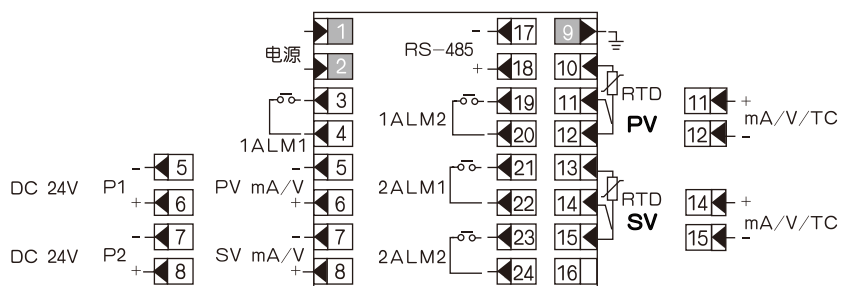 1 - 17 9
电源 RS-485
2 + 18 10
3 19 11 RTD 11 +
1ALM2 PV mA/V/TC
4 20 12 12 -
1ALM1
- 5 - 5 21 13
DC 24V P1 PV mA/V 2ALM1 RTD
+ 6 + 6 22 14 SV 14 +
mA/V/TC
- 7 - 7 23 15 15 -
DC 24V P2 SV mA/V 2ALM2
+ 8 + 8 24 16